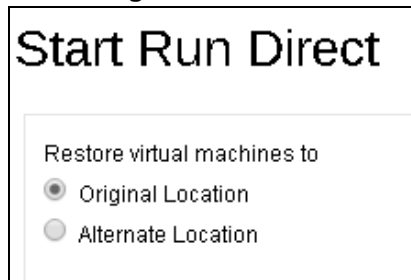 Start Run Direct
Restore virtual machines to
Original Location
Alternate Location